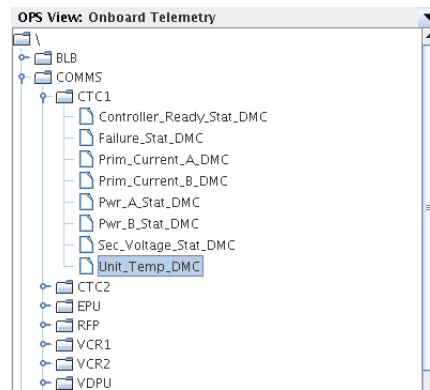 OPS View: Onboard Telemetry
\
BLB
COMMS
CTC1
Controller_Ready_Stat_DMC
Failure_Stat_DMC
Prim_Current_A_DMC
Prim_Current_B_DMC
Pwr_A_Stat_DMC
Pwr_B_Stat_DMC
Sec_Voltage_Stat_DMC
Unit_Temp_DMC
CTC2
EPU
RFP
VCR1
VCR2
VDPU